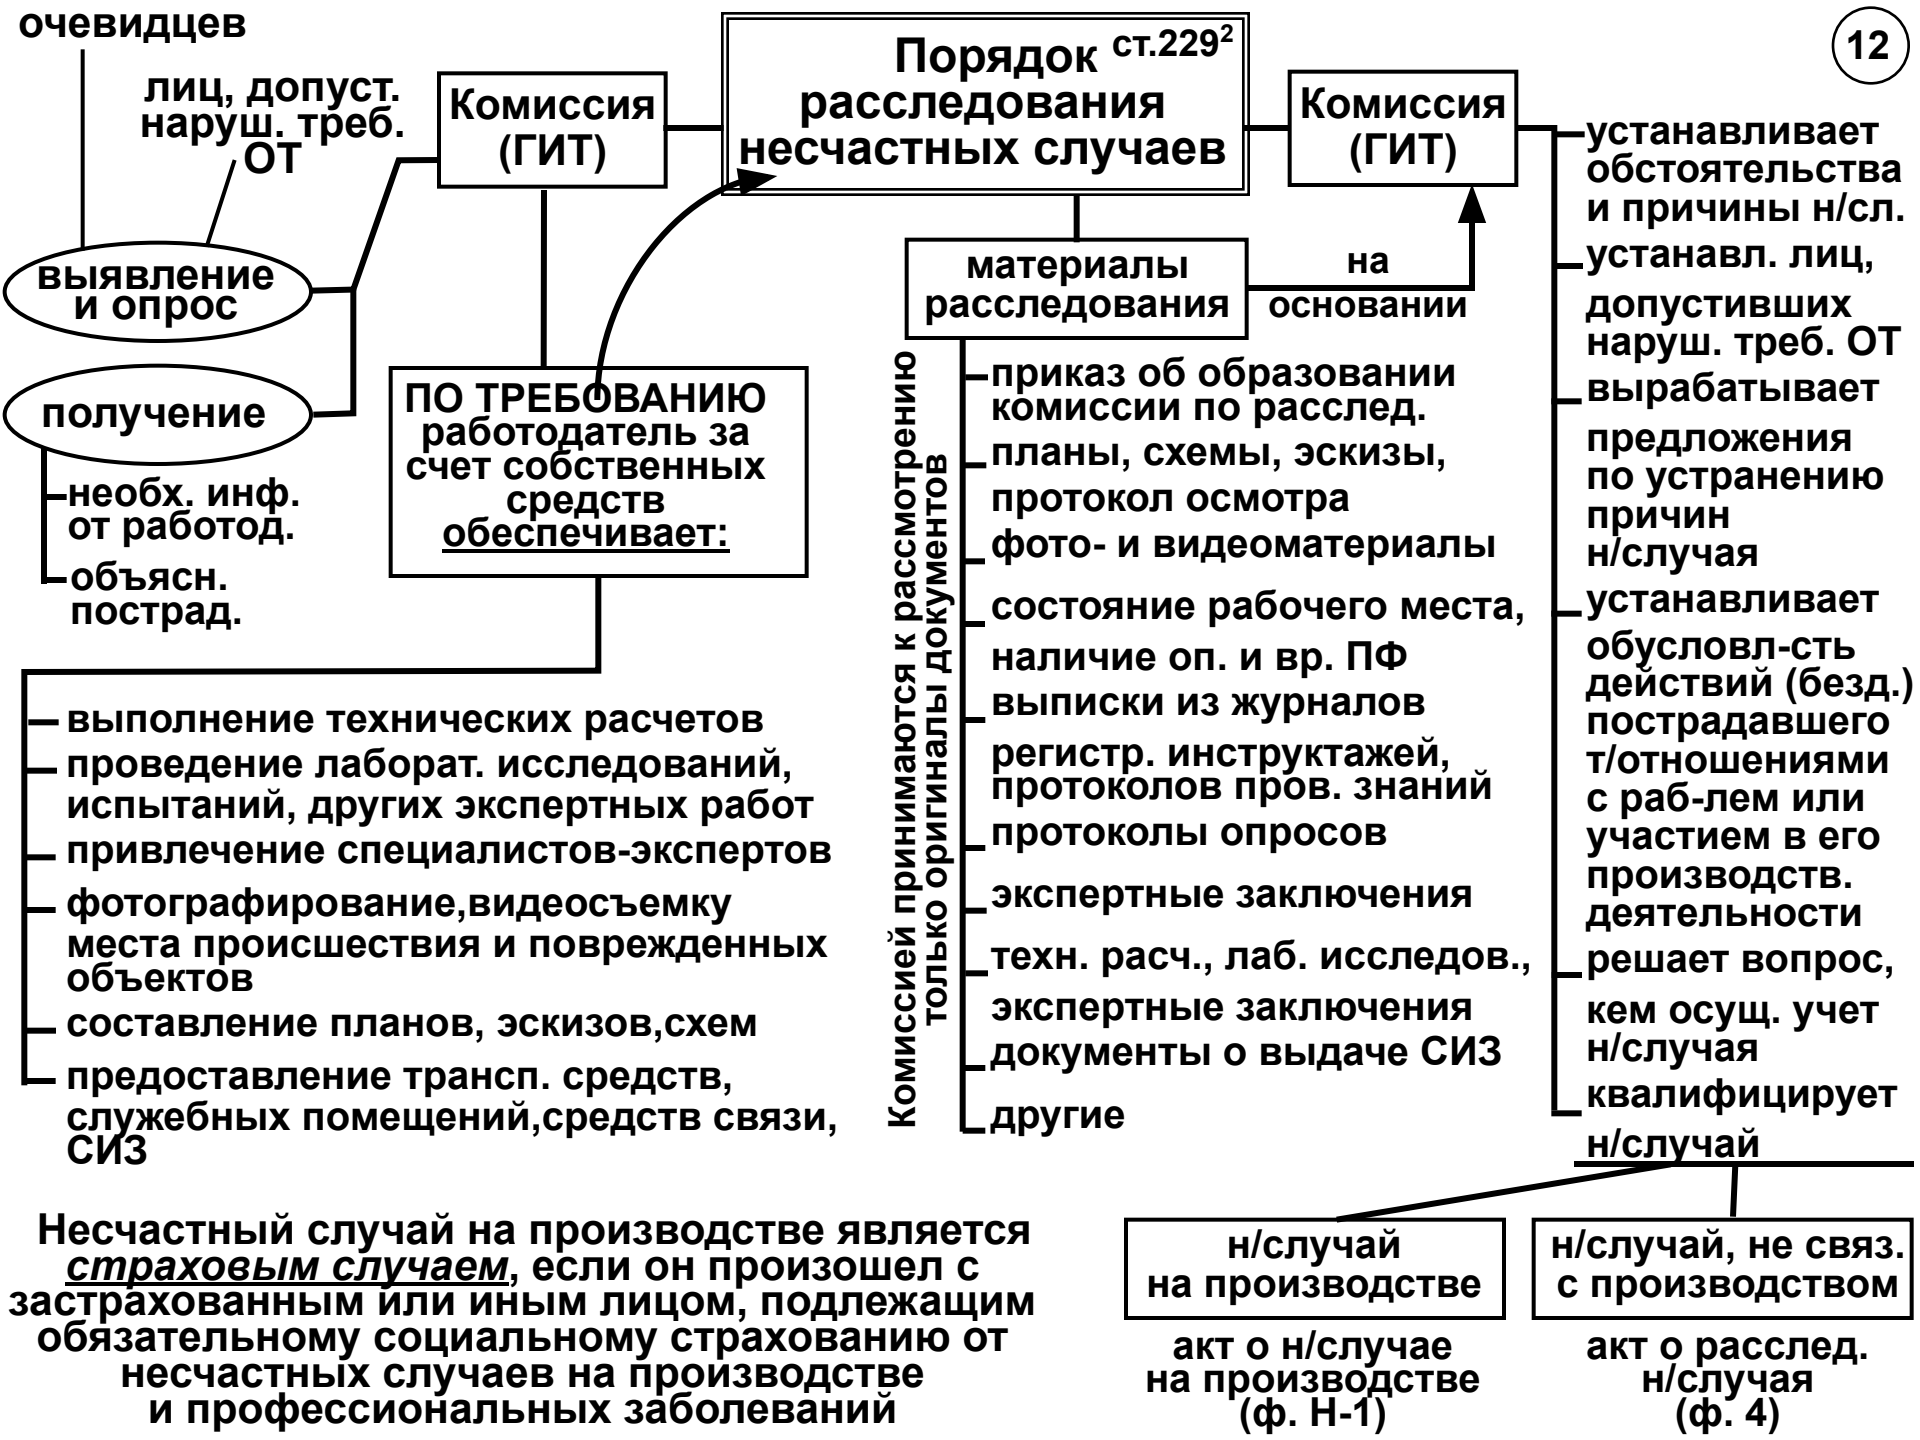 очевидцев
лиц, допуст.
наруш. треб.
ОТ
Комиссия
(ГИТ)
Порядок ст.229²
расследования
несчастных случаев
Комиссия
(ГИТ)
12
выявление
и опрос
получение
необх. инф.
от работод.
объясн.
пострад.
ПО ТРЕБОВАНИЮ
работодатель за
счет собственных
средств
обеспечивает:
выполнение технических расчетов
проведение лаборат. исследований,
испытаний, других экспертных работ
привлечение специалистов-экспертов
фотографирование,видеосъемку
места происшествия и поврежденных
объектов
составление планов, эскизов,схем
предоставление трансп. средств,
служебных помещений,средств связи,
СИЗ
материалы
расследования
на
основании
Комиссией принимаются к рассмотрению
только оригиналы документов
приказ об образовании
комиссии по расслед.
планы, схемы, эскизы,
протокол осмотра
фото- и видеоматериалы
состояние рабочего места,
наличие оп. и вр. ПФ
выписки из журналов
регистр. инструктажей,
протоколов пров. знаний
протоколы опросов
экспертные заключения
техн. расч., лаб. исследов.,
экспертные заключения
документы о выдаче СИЗ
другие
устанавливает
обстоятельства
и причины н/сл.
устанавл. лиц,
допустивших
наруш. треб. ОТ
вырабатывает
предложения
по устранению
причин
н/случая
устанавливает
обусловл-сть
действий (безд.)
пострадавшего
т/отношениями
с раб-лем или
участием в его
производств.
деятельности
решает вопрос,
кем осущ. учет
н/случая
квалифицирует
н/случай
Несчастный случай на производстве является
страховым случаем, если он произошел с
застрахованным или иным лицом, подлежащим
обязательному социальному страхованию от
несчастных случаев на производстве
и профессиональных заболеваний
н/случай
на производстве
акт о н/случае
на производстве
(ф. Н-1)
н/случай, не связ.
с производством
акт о расслед.
н/случая
(ф. 4)